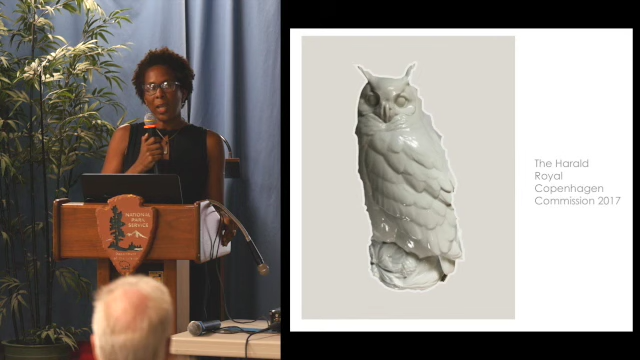 NATIONAL
PARK
SERVICE
The Harald
Royal
Copenhagen
Commission 2017